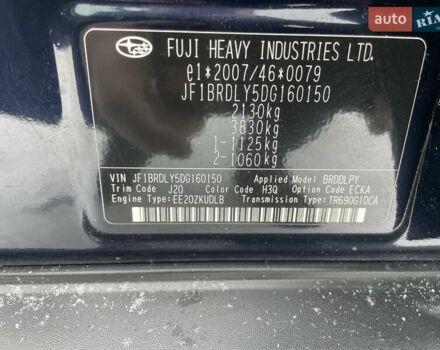 auto RIA
FUJI HEAVY INDUSTRIES LTD.
e1*2007/46*0079
JF1BRDLY5DG160150
2130kg
3830kg
1-1125kg
2-1060kg
VIN JF1BRDLY5DG160150 Applied Model BRDDLPY
Trim Code J20 Color Code H3Q Option Code ECKA
Engine Type: EE20ZKUDLB Transmission Type: TR690G1DCA